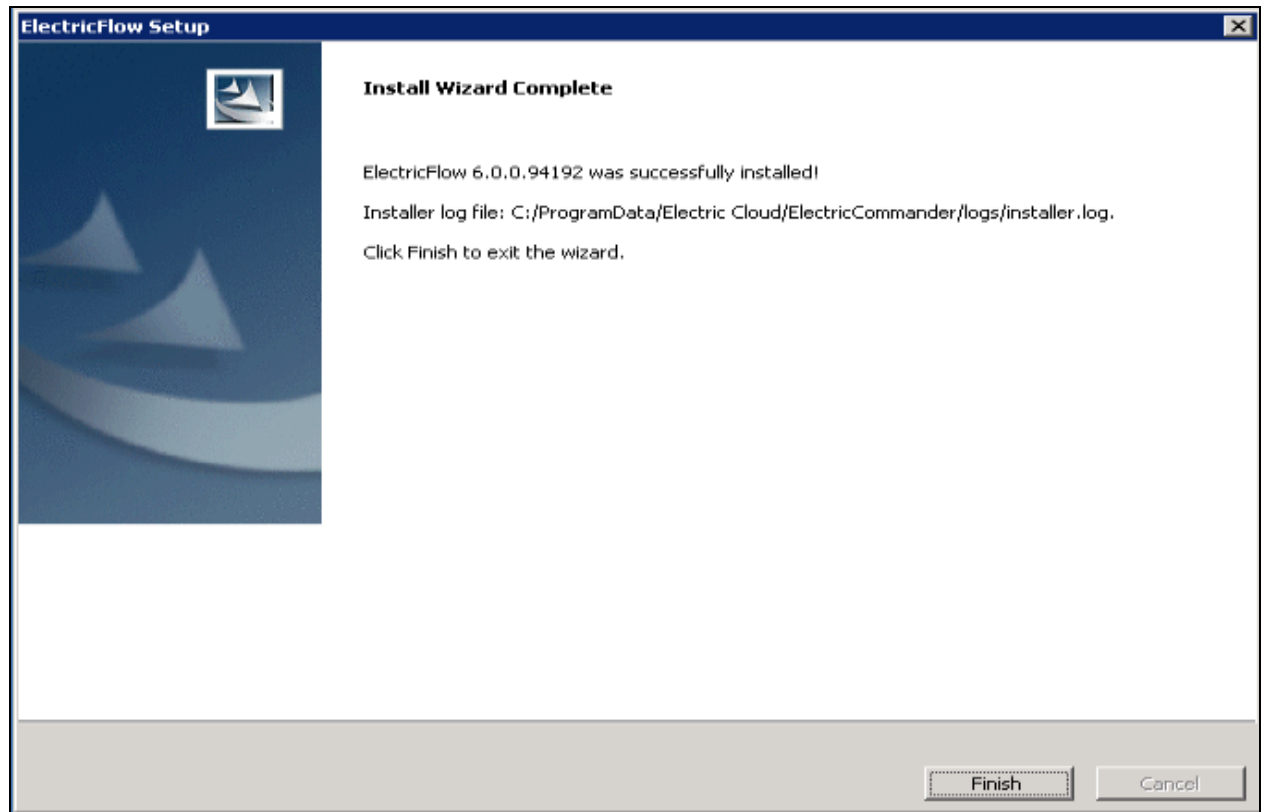 ElectricFlow Setup
Install Wizard Complete
ElectricFlow 6.0.0.94192 was successfully installed!
Installer log file: C:/ProgramData/Electric Cloud/ElectricCommander/logs/installer.log.
Click Finish to exit the wizard.
Finish
Cancel